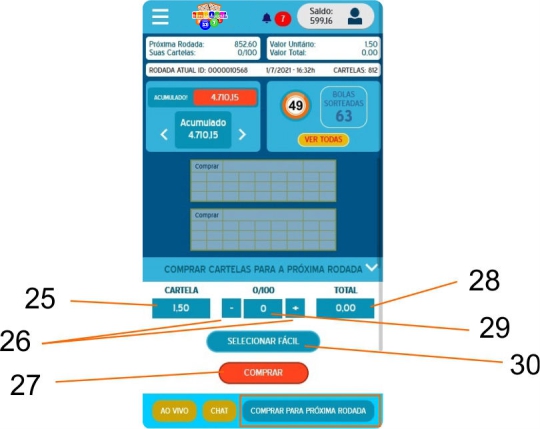 Saldo:
599,16
7
Próxima Rodada: 852,60
Suas Cartelas: 0/100
Valor Unitário: 1,50
Valor Total: 0,00
RODADA ATUAL ID: 0000010568 1/7/2021 - 16:32h CARTELAS: 812
ACUMULADO! 4.710,15
Acumulado
4.710,15
49
BOLAS
SORTEADAS
63
VER TODAS
Comprar
Comprar
COMPRAR CARTELAS PARA A PRÓXIMA RODADA
CARTELA 0/100 TOTAL
1,50 - 0 + 0,00
SELECIONAR FÁCIL
COMPRAR
AO VIVO CHAT COMPRAR PARA PRÓXIMA RODADA
25
26
27
28
29
30